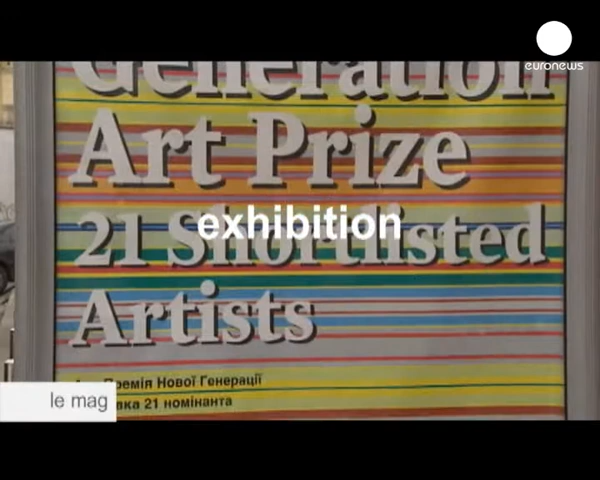 euronews
Generation
Art Prize
21 Shortlisted
exhibition
Artists
Премія Нової Генерації
21 номінанта
le mag